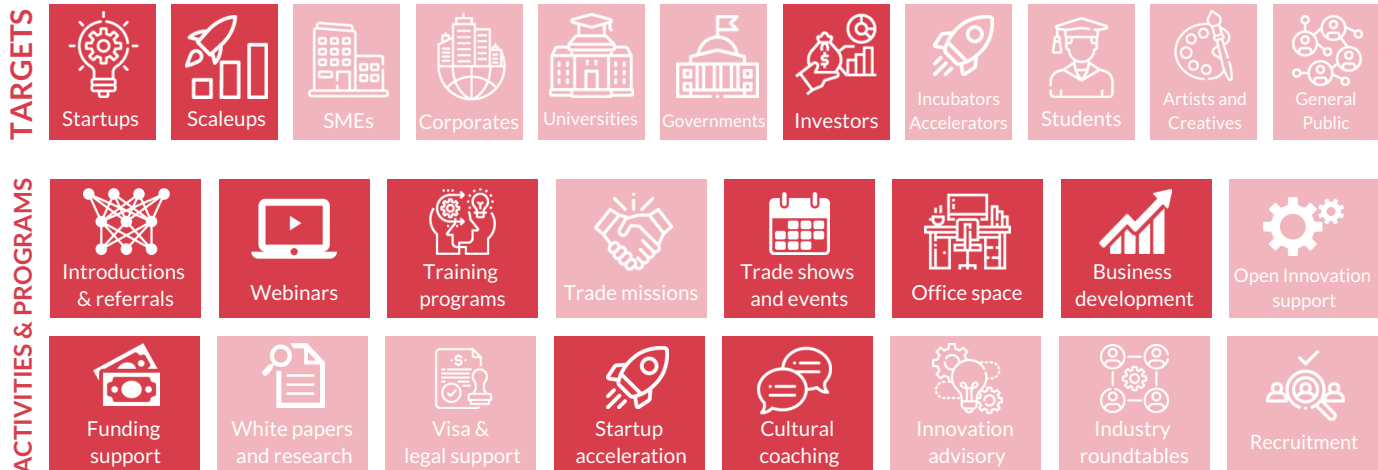 TARGETS
Startups
Scaleups
SMEs
Corporates
Universities
Governments
$
Investors
Incubators
Accelerators
Students
Artists and
Creatives
General
Public
ACTIVITIES & PROGRAMS
Introductions
& referrals
Webinars
Training
programs
Trade missions
Trade shows
and events
Office space
Business
development
Open Innovation
support
Funding
support
White papers
and research
$
Visa &
legal support
Startup
acceleration
Cultural
coaching
Innovation
advisory
Industry
roundtables
Recruitment